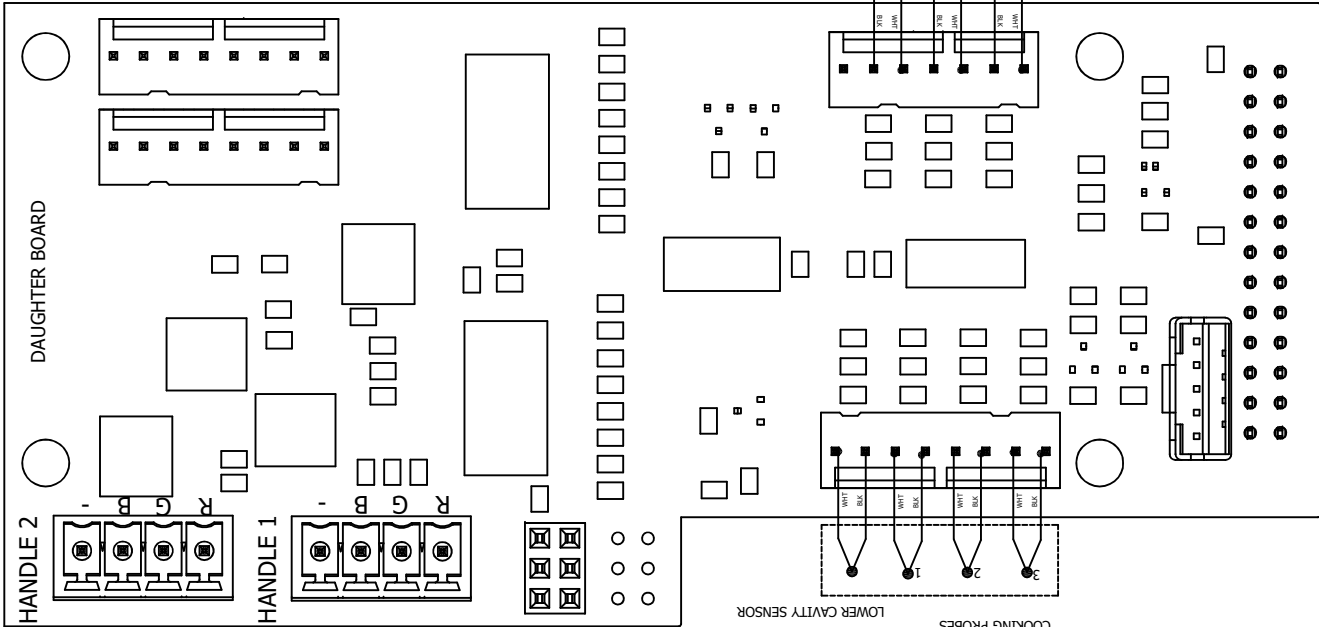 BLK
WHT
BLK
WHT
BLK
WHT
DAUGHTER BOARD
HANDLE 2
- B G R
HANDLE 1
- B G R
WHT
BLK
WHT
BLK
WHT
BLK
WHT
BLK
1
2
3
LOWER CAVITY SENSOR
COOKING PROBES